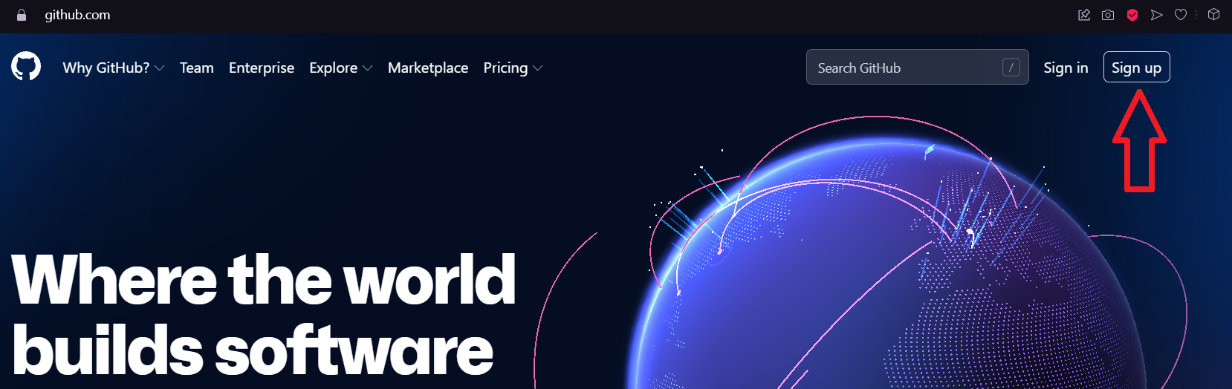 github.com
Why GitHub? Team Enterprise Explore Marketplace Pricing Search GitHub / Sign in Sign up
Where the world
builds software